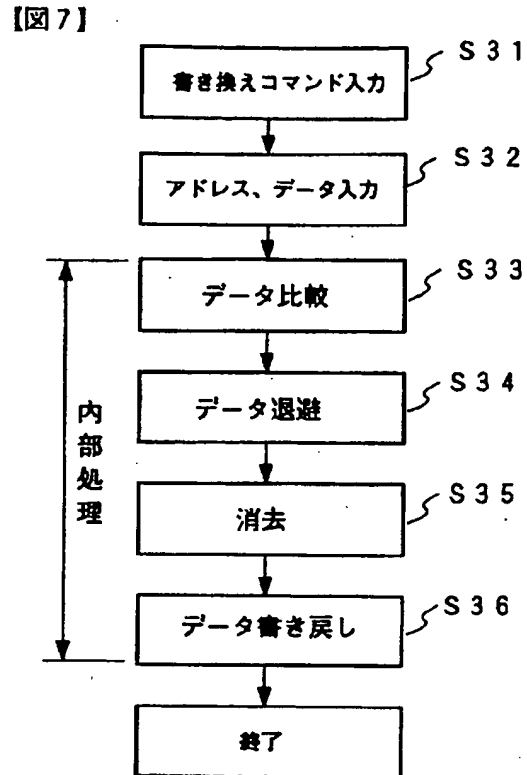 【図7】
書き換えコマンド入力 S31
アドレス、データ入力 S32
データ比較 S33
データ退避 S34
内部処理
消去 S35
データ書き戻し S36
終了